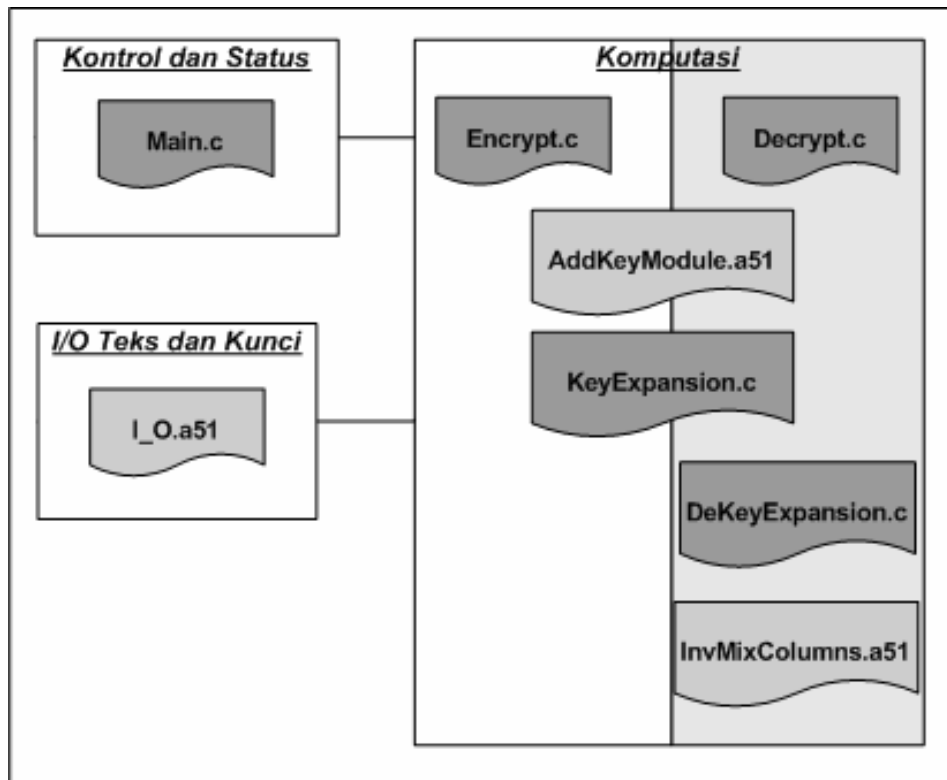 Kontrol dan Status
Main.c
I/O Teks dan Kunci
I_O.a51
Komputasi
Encrypt.c
Decrypt.c
AddKeyModule.a51
KeyExpansion.c
DeKeyExpansion.c
InvMixColumns.a51